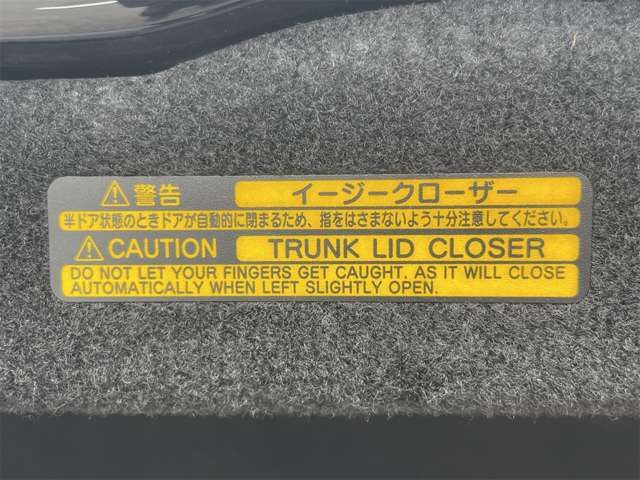 ⚠警告 イージークローザー
半ドア状態のときドアが自動的に閉まるため、指をはさまないよう十分注意してください。
⚠CAUTION TRUNK LID CLOSER
DO NOT LET YOUR FINGERS GET CAUGHT. AS IT WILL CLOSE
AUTOMATICALLY WHEN LEFT SLIGHTLY OPEN.